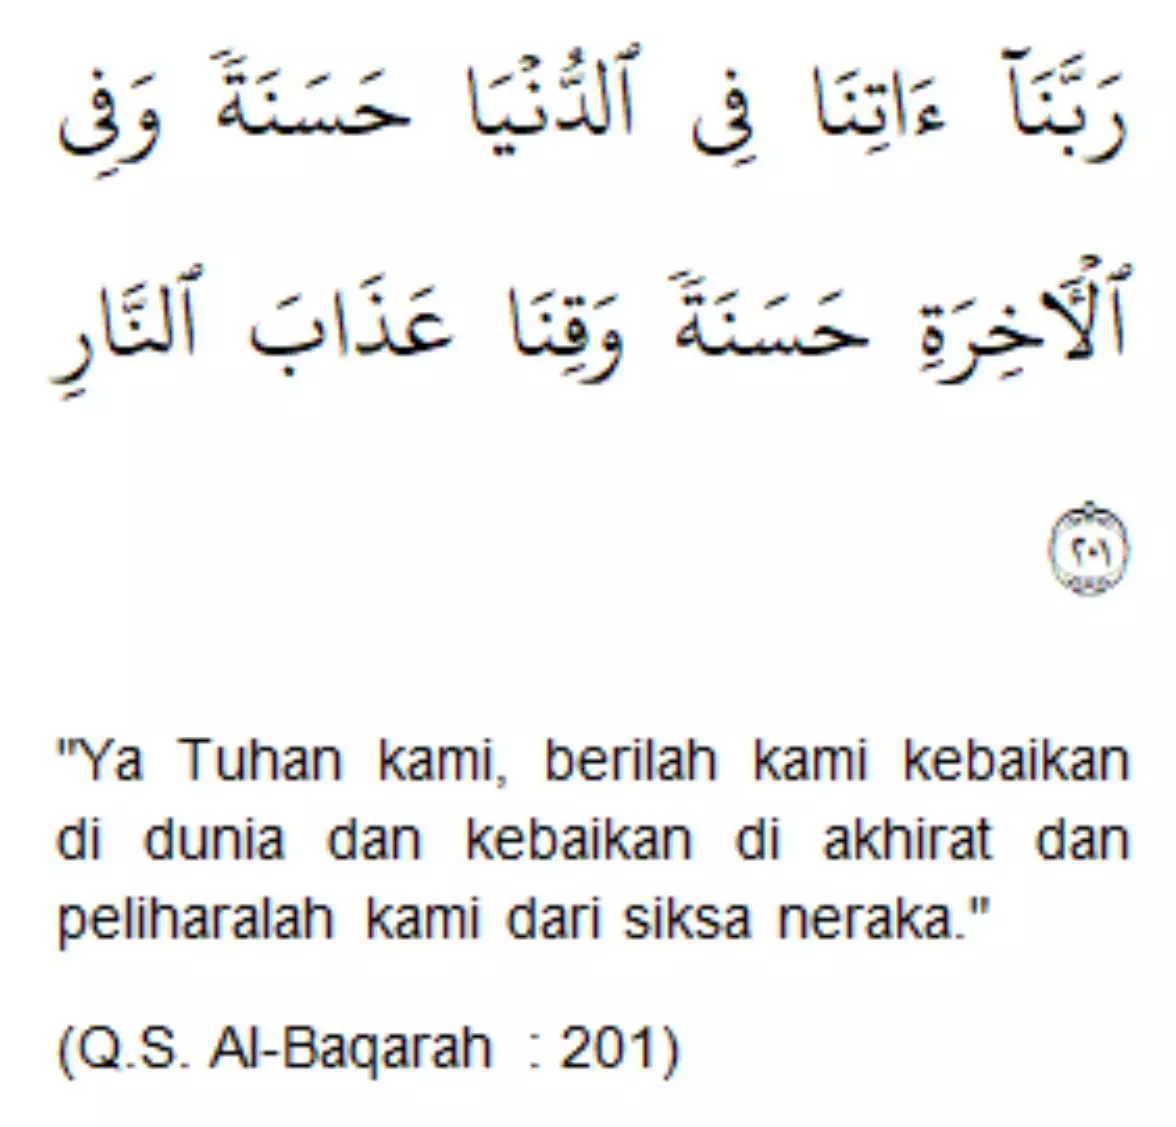 رَبَّنَآ ءَاتِنَا فِى ٱلدُّنْيَا حَسَنَةً وَفِى
ٱلْأَخِرَةِ حَسَنَةً وَقِنَا عَذَابَ ٱلنَّارِ
٢٠١
"Ya Tuhan kami, berilah kami kebaikan
di dunia dan kebaikan di akhirat dan
peliharalah kami dari siksa neraka."
(Q.S. Al-Baqarah : 201)